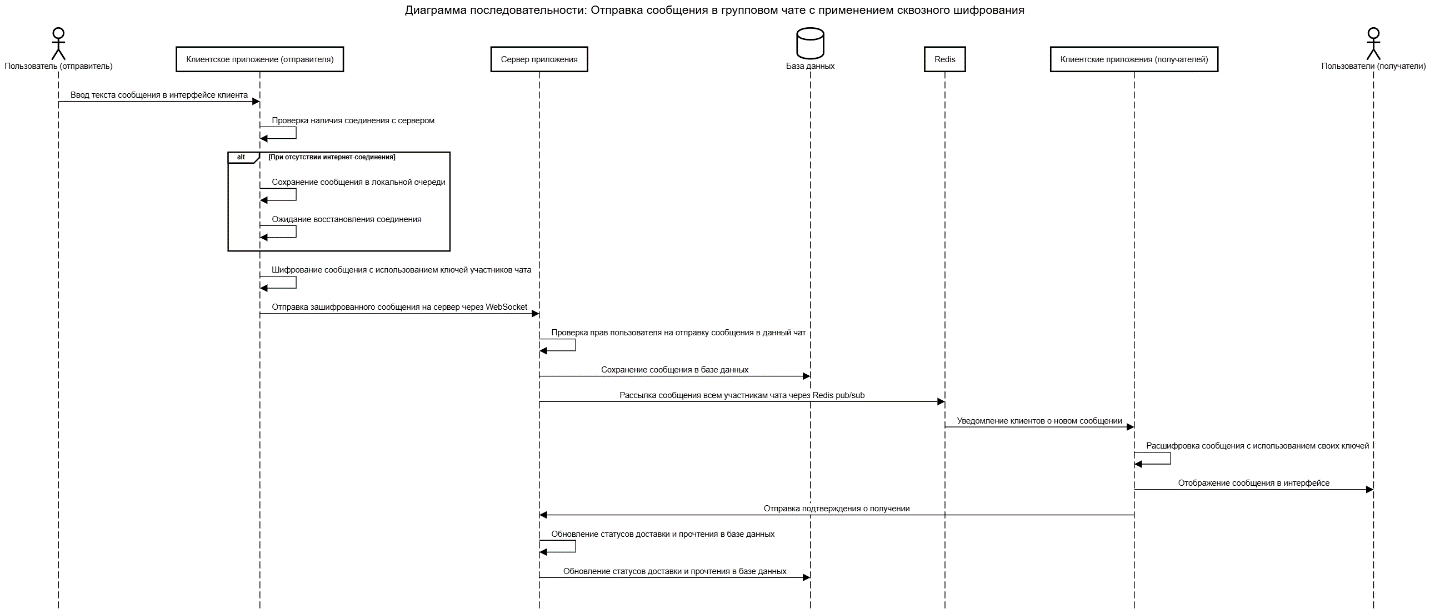 Диаграмма последовательности: Отправка сообщения в групповом чате с применением сквозного шифрования
Пользователь (отправитель)
Клиентское приложение (отправителя)
Сервер приложения
База данных
Redis
Клиентские приложения (получателей)
Пользователи (получатели)
Ввод текста сообщения в интерфейсе клиента
Проверка наличия соединения с сервером
alt
[При отсутствии интернет соединения]
Сохранение сообщения в локальной очереди
Ожидание восстановления соединения
Шифрование сообщения с использованием ключей участников чата
Отправка зашифрованного сообщения на сервер через WebSocket
Проверка прав пользователя на отправку сообщения в данный чат
Сохранение сообщения в базе данных
Рассылка сообщения всем участникам чата через Redis pub/sub
Уведомление клиентов о новом сообщении
Расшифровка сообщения с использованием своих ключей
Отображение сообщения в интерфейсе
Отправка подтверждения о получении
Обновление статусов доставки и прочтения в базе данных
Обновление статусов доставки и прочтения в базе данных